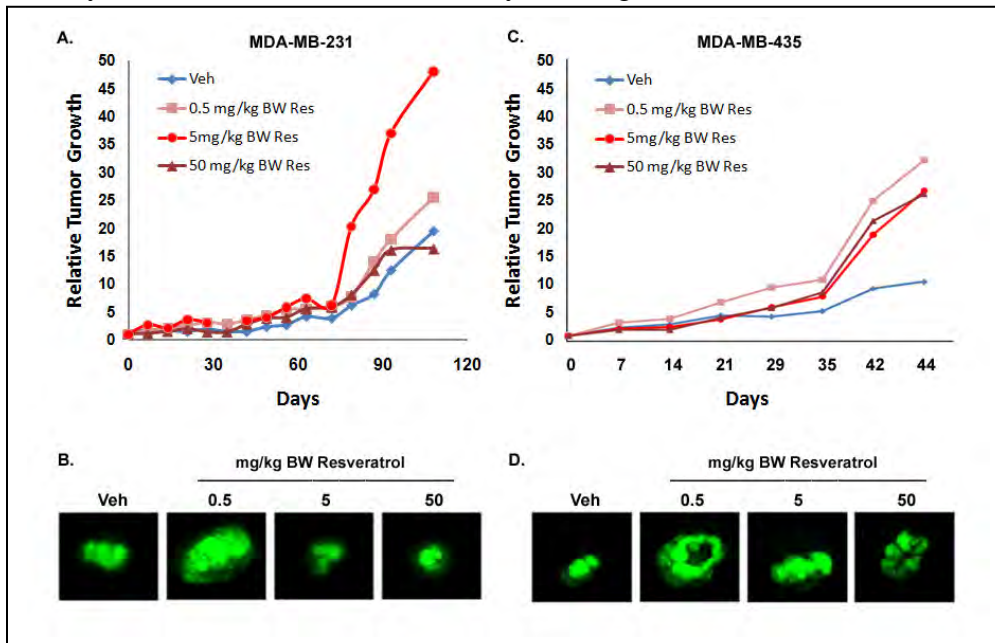 A.
MDA-MB-231
Relative Tumor Growth
50
45
40
35
30
25
20
15
10
5
0
Veh
0.5 mg/kg BW Res
5mg/kg BW Res
50 mg/kg BW Res
0 30 60 90 120
Days
C.
MDA-MB-435
Relative Tumor Growth
50
45
40
35
30
25
20
15
10
5
0
Veh
0.5 mg/kg BW Res
5mg/kg BW Res
50 mg/kg BW Res
0 7 14 21 29 35 42 44
Days
B.
mg/kg BW Resveratrol
Veh 0.5 5 50
D.
mg/kg BW Resveratrol
Veh 0.5 5 50